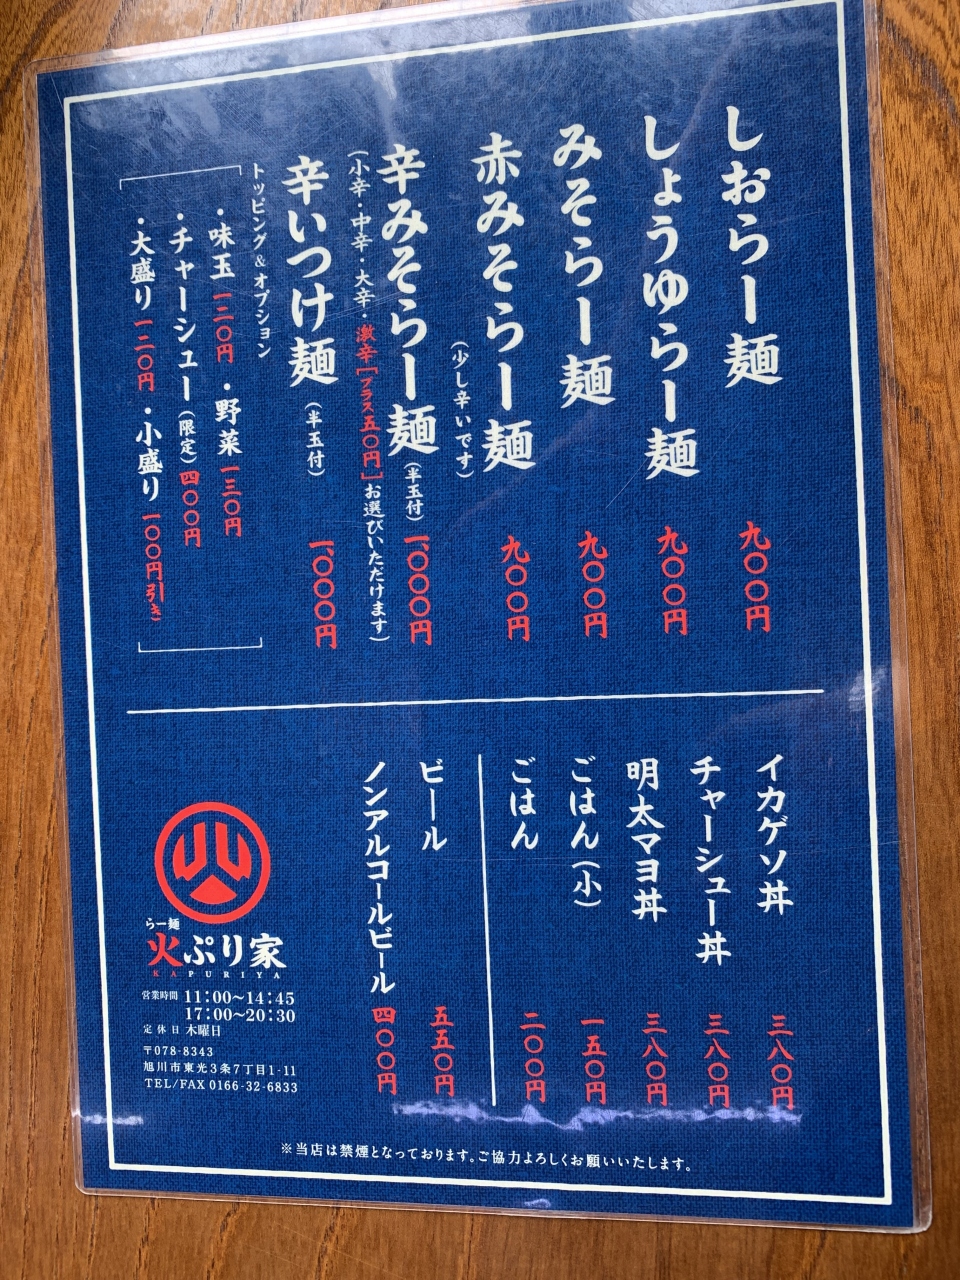 しおらー麺 九〇〇円
しょうゆらー麺 九〇〇円
みそらー麺 九〇〇円
赤みそらー麺 九〇〇円
（少し辛いです）
辛みそらー麺（半玉付） 一、〇〇〇円
（小辛・中辛・大辛・激辛［プラス五〇円］お選びいただけます）
辛いつけ麺（半玉付） 一、〇〇〇円
トッピング&オプション
・味玉 一二〇円 ・野菜 一三〇円
・チャーシュー（限定）四〇〇円
・大盛り 一二〇円 ・小盛り 一〇〇円引き
イカゲソ丼 三八〇円
チャーシュー丼 三八〇円
明太マヨ丼 三八〇円
ごはん（小） 一五〇円
ごはん 二〇〇円
ビール 五五〇円
ノンアルコールビール 四〇〇円
らー麺
火ぷり家
KAPURIYA
営業時間 11:00〜14:45
17:00〜20:30
定休日 木曜日
〒078-8343
旭川市東光3条7丁目1-11
TEL/FAX 0166-32-6833
※当店は禁煙となっております。ご協力よろしくお願いいたします。